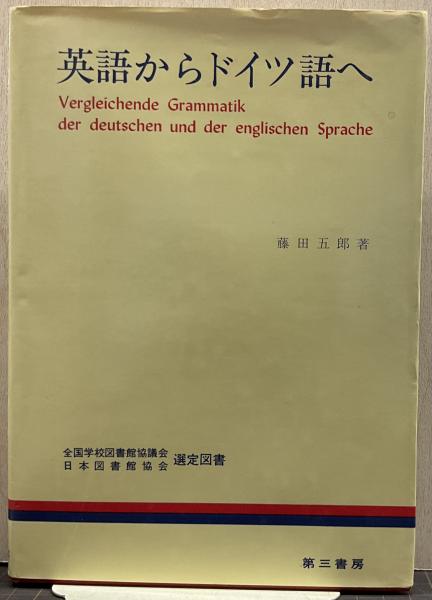 英語からドイツ語へ
Vergleichende Grammatik
der deutschen und der englischen Sprache
藤田五郎著
全国学校図書館協議会
日本図書館協会
選定図書
第三書房